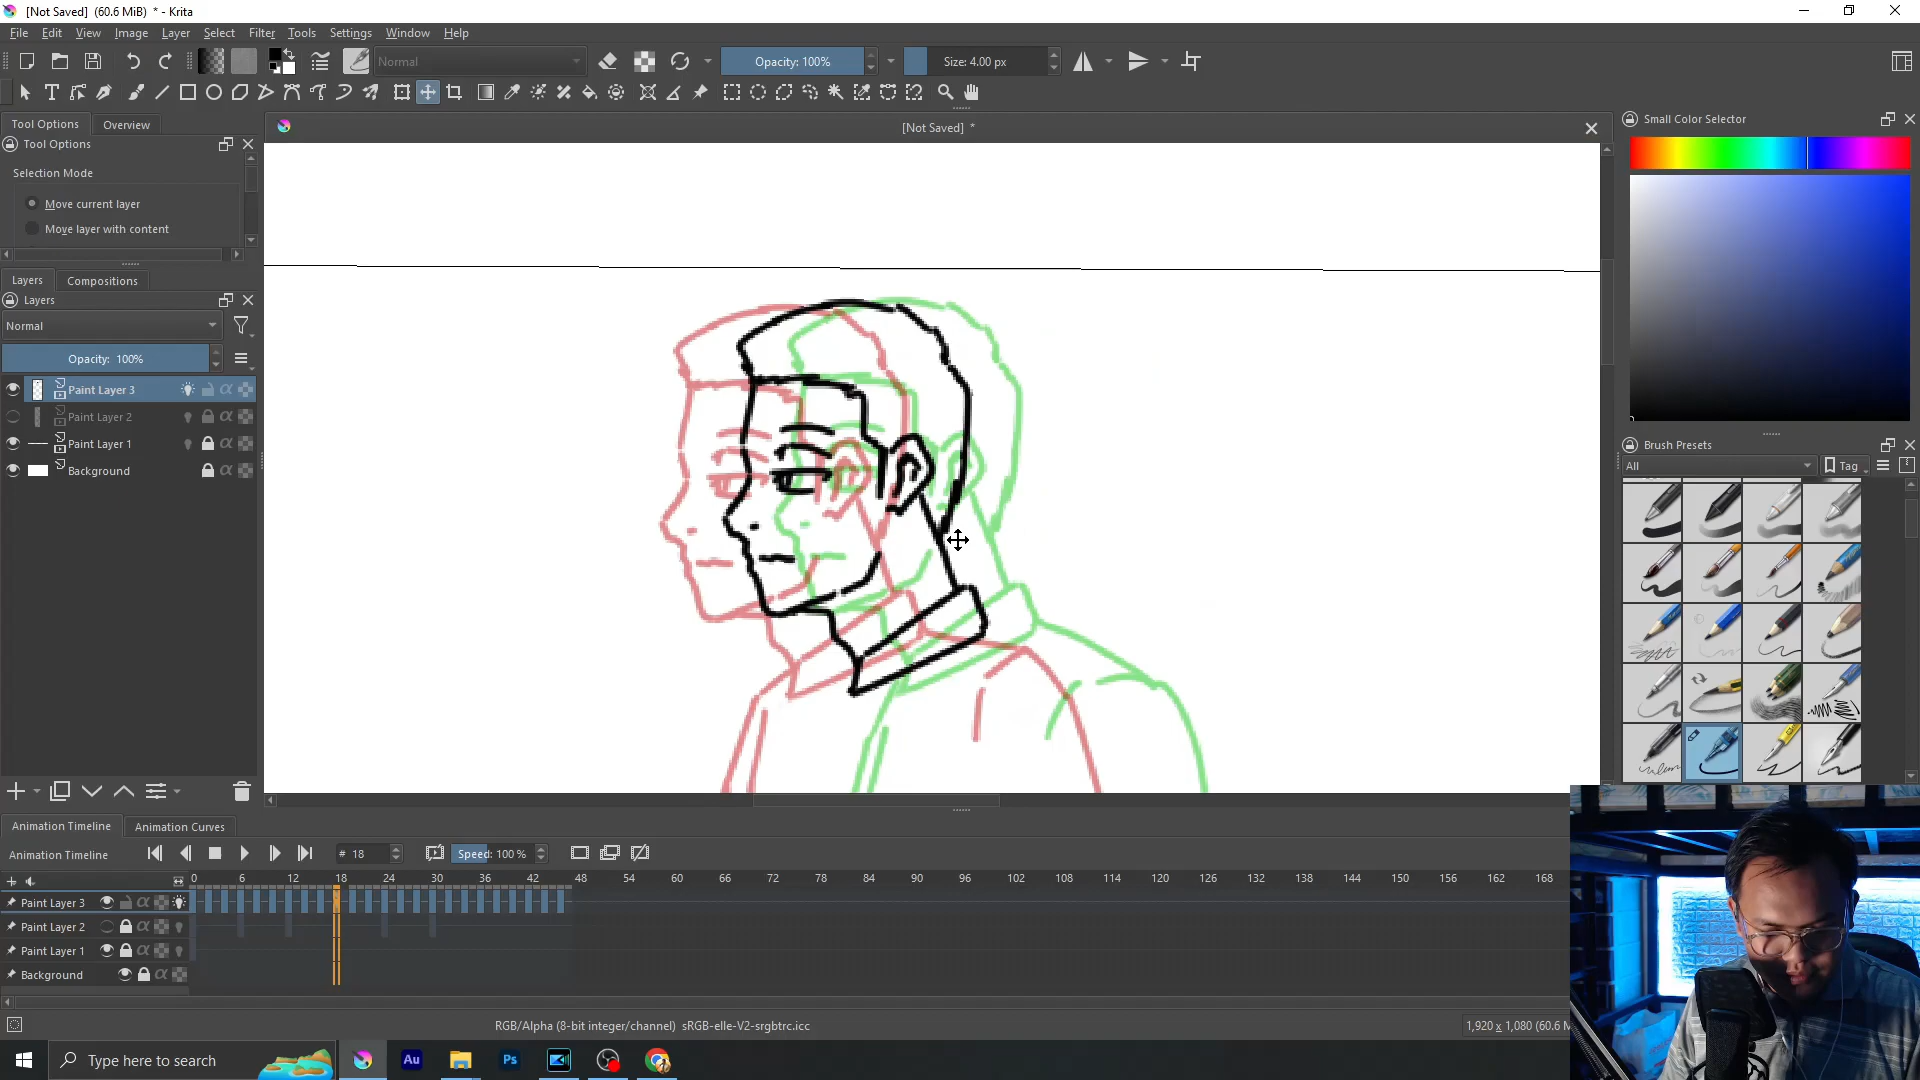 [Not Saved]  (60.6 MiB)  * - Krita
File Edit View Image Layer Select Filter Tools Settings Window Help
Normal
Opacity: 100%
Size: 4.00 px
Tool Options
Overview
[Not Saved]  *
Small Color Selector
Tool Options
Selection Mode
Move current layer
Move layer with content
Layers
Compositions
Layers
Normal
Opacity:  100%
Paint Layer 3
Paint Layer 2
Paint Layer 1
Background
Brush Presets
All
Tag
Animation Timeline
Animation Curves
Animation Timeline
# 18
Speed: 100 %
0 6 12 18 24 30 36 42 48 54 60 66 72 78 84 90 96 102 108 114 120 126 132 138 144 150 156 162 168
Paint Layer 3
Paint Layer 2
Paint Layer 1
Background
RGB/Alpha (8-bit integer/channel)  sRGB-elle-V2-srgbtrc.icc
1,920 x 1,080 (60.6 M
Type here to search
Au
Ps